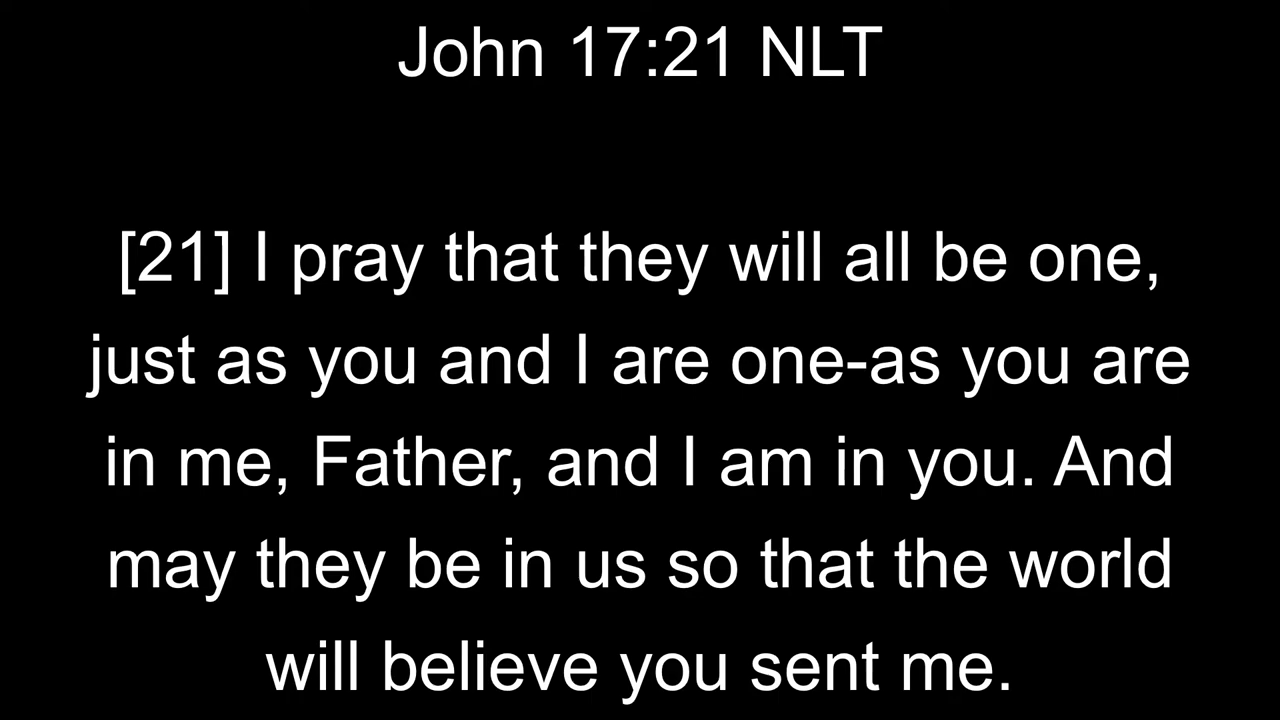 John 17:21 NLT
[21] I pray that they will all be one,
just as you and I are one-as you are
in me, Father, and I am in you. And
may they be in us so that the world
will believe you sent me.